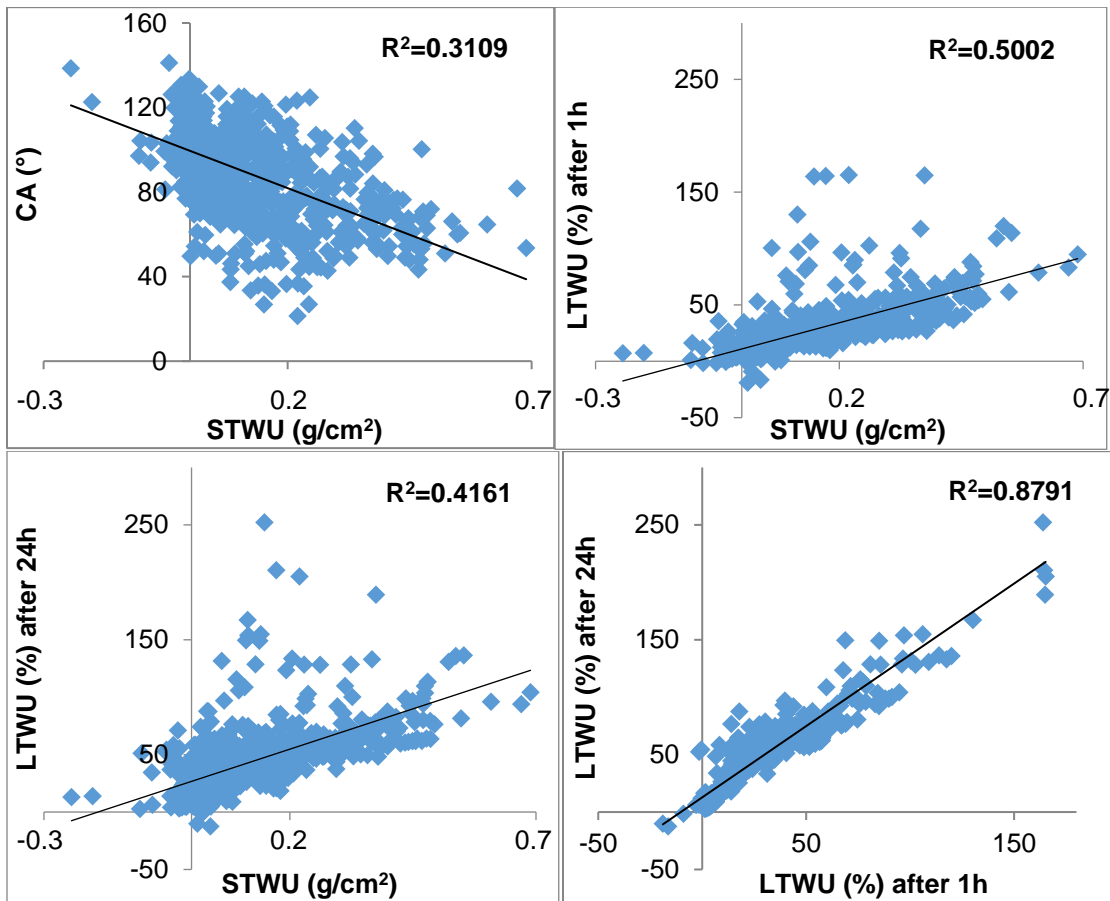 160
120
80
40
0
CA (°)
R²=0.3109
-0.3 0.2 0.7
STWU (g/cm²)
250
150
50
-50
LTWU (%) after 1h
R²=0.5002
-0.3 0.2 0.7
STWU (g/cm²)
250
150
50
-50
LTWU (%) after 24h
R²=0.4161
-0.3 0.2 0.7
STWU (g/cm²)
250
150
50
-50
LTWU (%) after 24h
R²=0.8791
-50 50 150
LTWU (%) after 1h